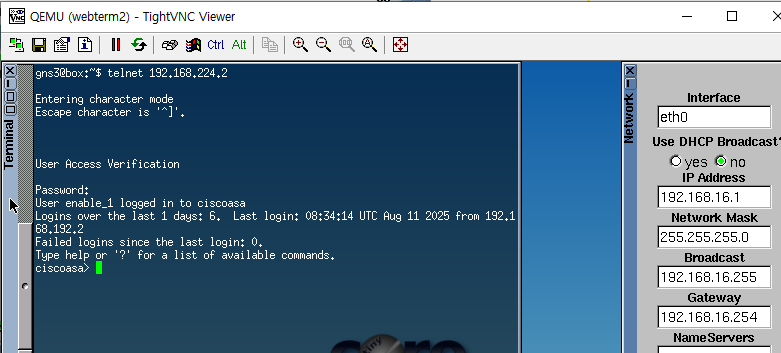 QEMU (webterm2) - TightVNC Viewer
Ctrl Alt
Terminal
gns3@box:~$ telnet 192.168.224.2
Entering character mode
Escape character is '^]'.
User Access Verification
Password:
User enable_1 logged in to ciscoasa
Logins over the last 1 days: 6.  Last login: 08:34:14 UTC Aug 11 2025 from 192.1
68.192.2
Failed logins since the last login: 0.
Type help or '?' for a list of available commands.
ciscoasa>
Network
Interface
eth0
Use DHCP Broadcast?
yes no
IP Address
192.168.16.1
Network Mask
255.255.255.0
Broadcast
192.168.16.255
Gateway
192.168.16.254
NameServers